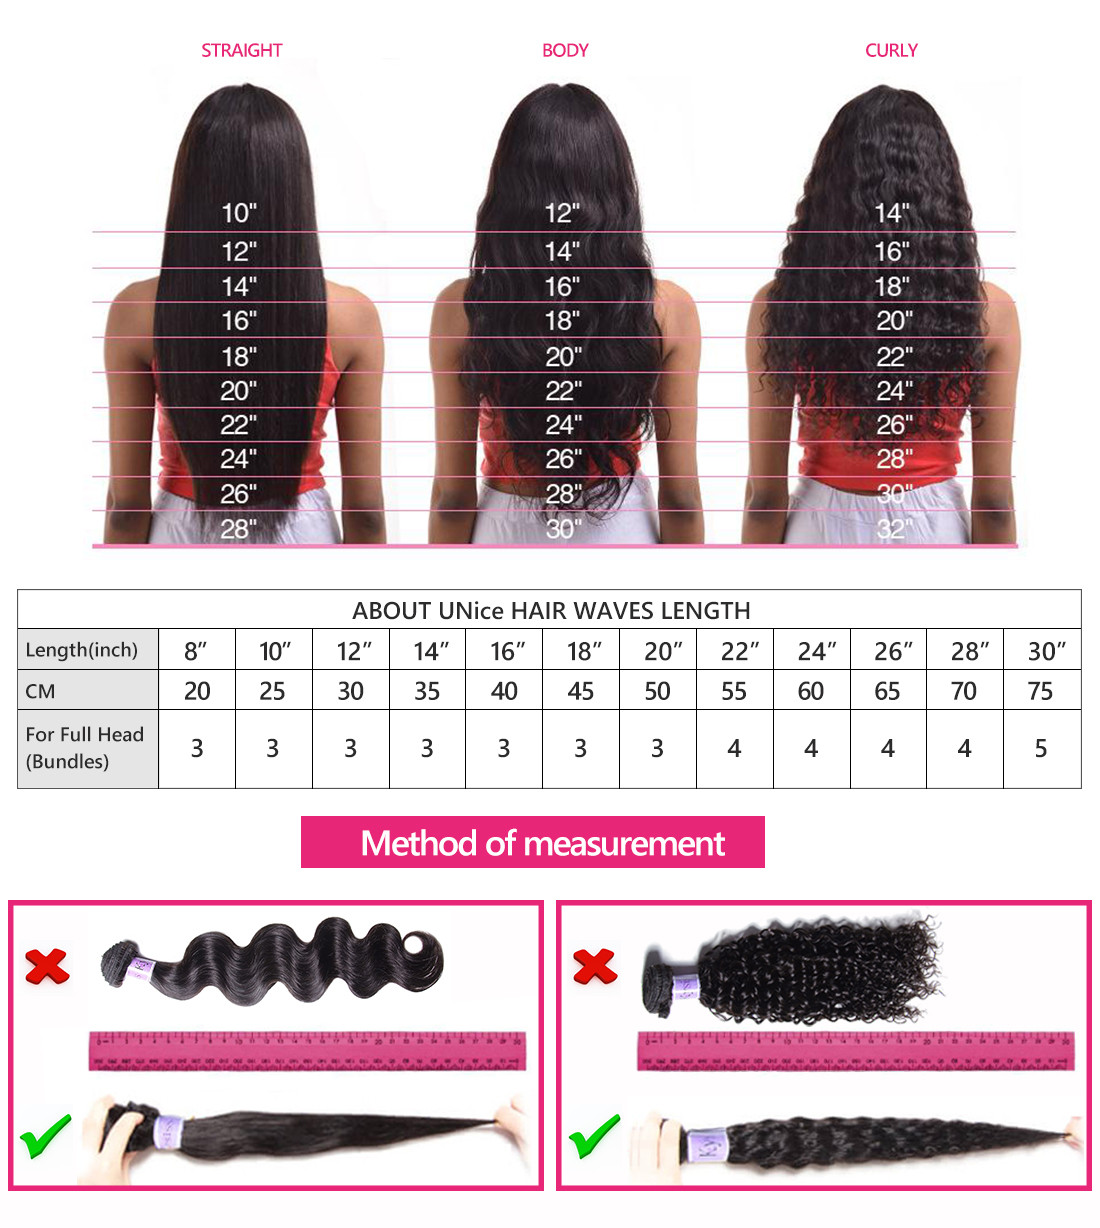 STRAIGHT BODY CURLY
10" 12" 14"
12" 14" 16"
14" 16" 18"
16" 18" 20"
18" 20" 22"
20" 22" 24"
22" 24" 26"
24" 26" 28"
26" 28" 30"
28" 30" 32"
ABOUT UNice HAIR WAVES LENGTH
Length(inch) 8″ 10″ 12″ 14″ 16″ 18″ 20″ 22″ 24″ 26″ 28″ 30″
CM 20 25 30 35 40 45 50 55 60 65 70 75
For Full Head
(Bundles) 3 3 3 3 3 3 3 4 4 4 4 5
Method of measurement